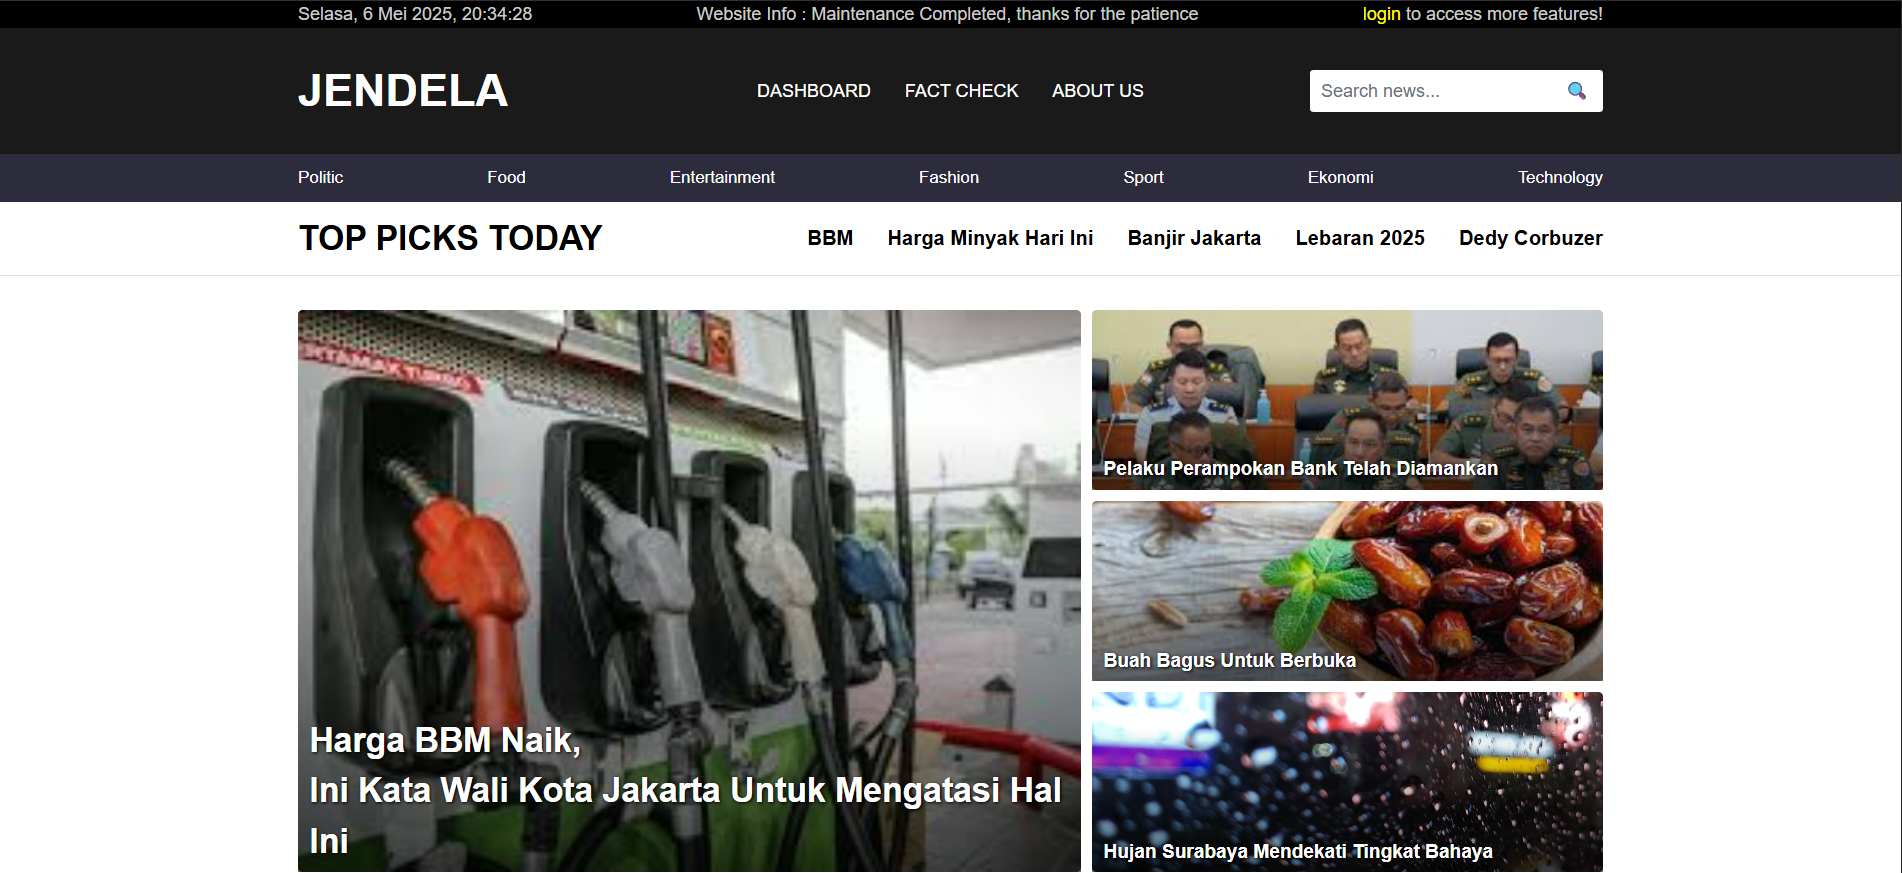 Selasa, 6 Mei 2025, 20:34:28
Website Info : Maintenance Completed, thanks for the patience
login to access more features!
JENDELA
DASHBOARD
FACT CHECK
ABOUT US
Search news...
Politic
Food
Entertainment
Fashion
Sport
Ekonomi
Technology
TOP PICKS TODAY
BBM
Harga Minyak Hari Ini
Banjir Jakarta
Lebaran 2025
Dedy Corbuzer
Harga BBM Naik,
Ini Kata Wali Kota Jakarta Untuk Mengatasi Hal
Ini
Pelaku Perampokan Bank Telah Diamankan
Buah Bagus Untuk Berbuka
Hujan Surabaya Mendekati Tingkat Bahaya